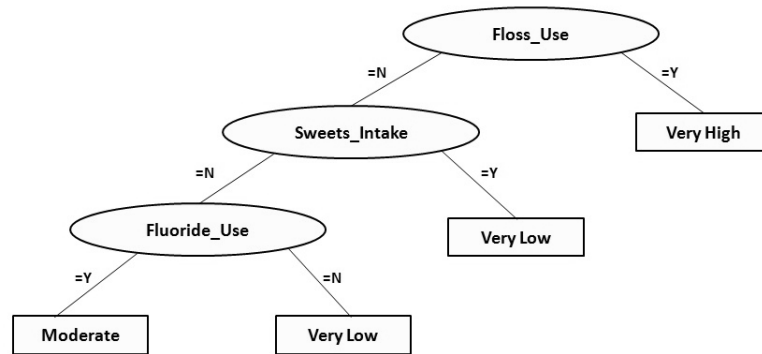 Floss_Use
=N
=Y
Sweets_Intake
Very High
=N
=Y
Fluoride_Use
Very Low
=Y
=N
Moderate
Very Low